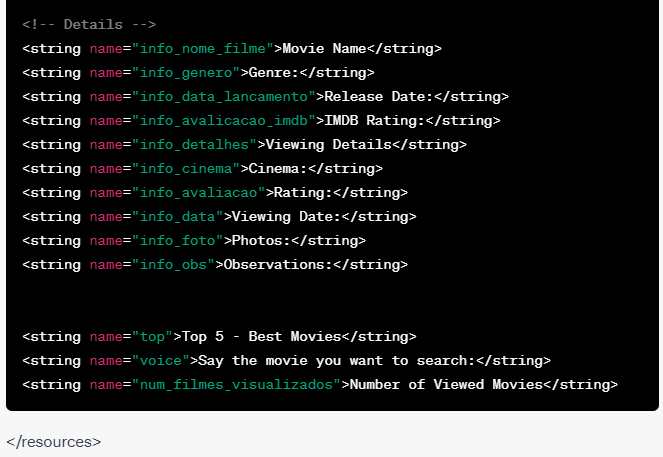 <!-- Details -->
<string name="info_nome_filme">Movie Name</string>
<string name="info_genero">Genre:</string>
<string name="info_data_lancamento">Release Date:</string>
<string name="info_avalicacao_imdb">IMDB Rating:</string>
<string name="info_detalhes">Viewing Details</string>
<string name="info_cinema">Cinema:</string>
<string name="info_avaliacao">Rating:</string>
<string name="info_data">Viewing Date:</string>
<string name="info_foto">Photos:</string>
<string name="info_obs">Observations:</string>
<string name="top">Top 5 - Best Movies</string>
<string name="voice">Say the movie you want to search:</string>
<string name="num_filmes_visualizados">Number of Viewed Movies</string>
</resources>